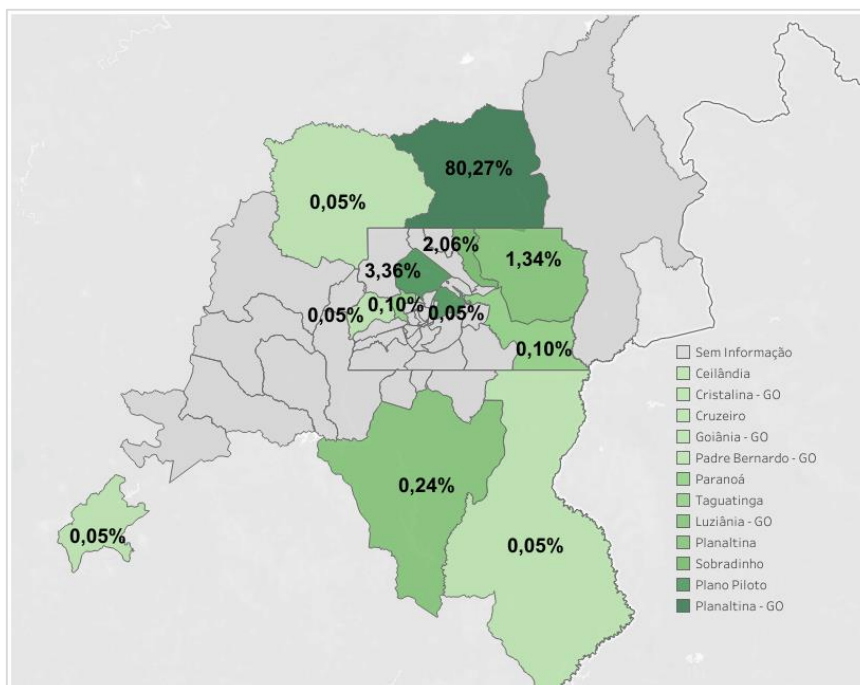 80,27%
0,05%
2,06%
1,34%
3,36%
0,05%
0,10%
0,05%
0,10%
0,24%
0,05%
0,05%
Sem Informação
Ceilândia
Cristalina - GO
Cruzeiro
Goiânia - GO
Padre Bernardo - GO
Paranoá
Taguatinga
Luziânia - GO
Planaltina
Sobradinho
Plano Piloto
Planaltina - GO